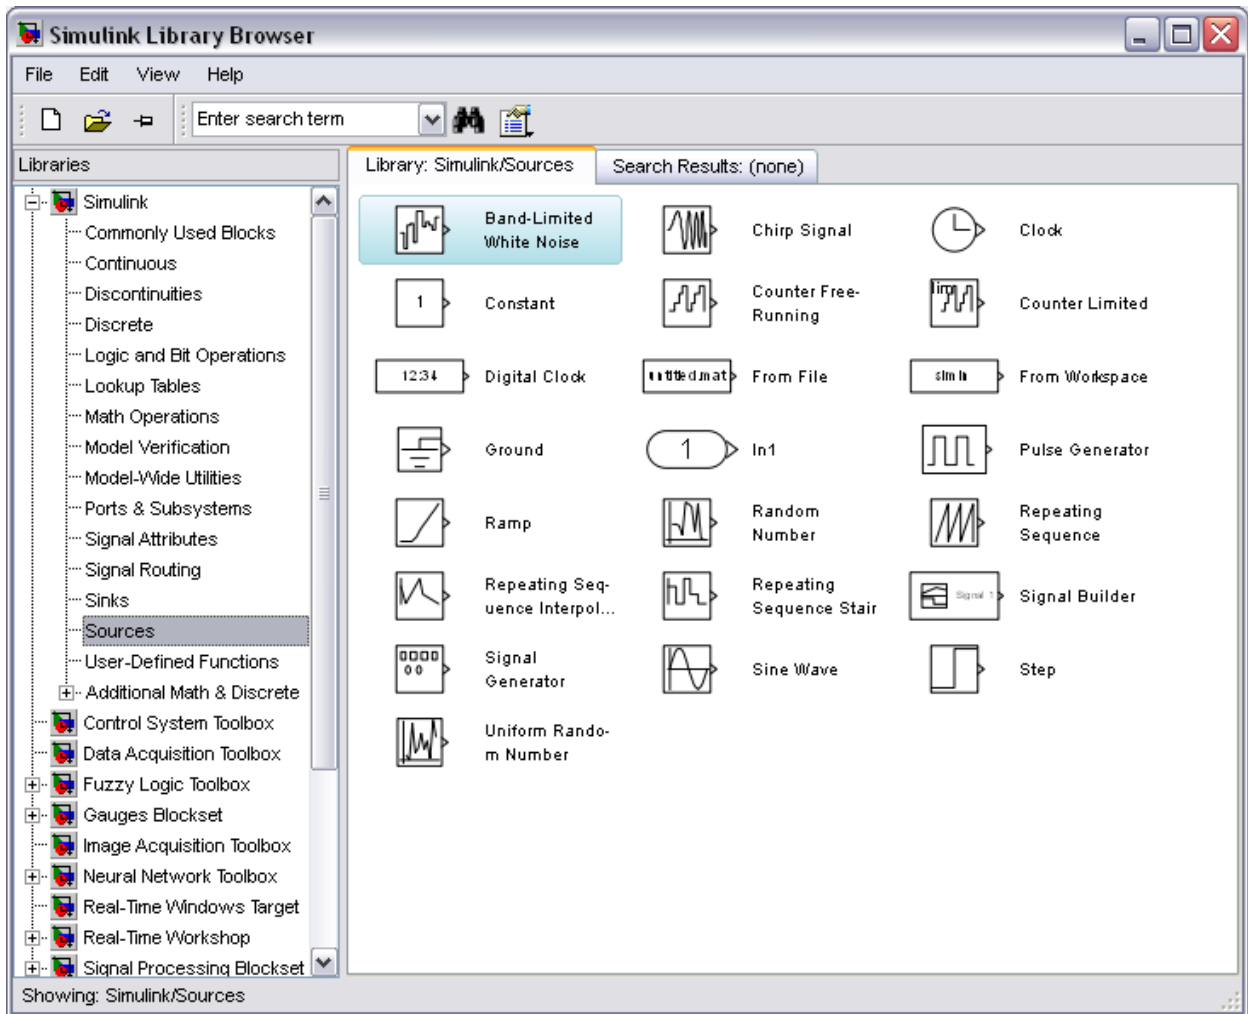 Simulink Library Browser
File Edit View Help
Enter search term
Libraries
Library: Simulink/Sources
Search Results: (none)
Simulink
Commonly Used Blocks
Continuous
Discontinuities
Discrete
Logic and Bit Operations
Lookup Tables
Math Operations
Model Verification
Model-Wide Utilities
Ports & Subsystems
Signal Attributes
Signal Routing
Sinks
Sources
User-Defined Functions
Additional Math & Discrete
Control System Toolbox
Data Acquisition Toolbox
Fuzzy Logic Toolbox
Gauges Blockset
Image Acquisition Toolbox
Neural Network Toolbox
Real-Time Windows Target
Real-Time Workshop
Signal Processing Blockset
Band-Limited
White Noise
Chirp Signal
Clock
1
Constant
Counter Free-
Running
Counter Limited
12:34
Digital Clock
untitled.mat
From File
simin
From Workspace
Ground
1
In1
Pulse Generator
Ramp
Random
Number
Repeating
Sequence
Repeating Seq-
uence Interpol...
Repeating
Sequence Stair
Signal 1
Signal Builder
Signal
Generator
Sine Wave
Step
Uniform Rando-
m Number
Showing: Simulink/Sources